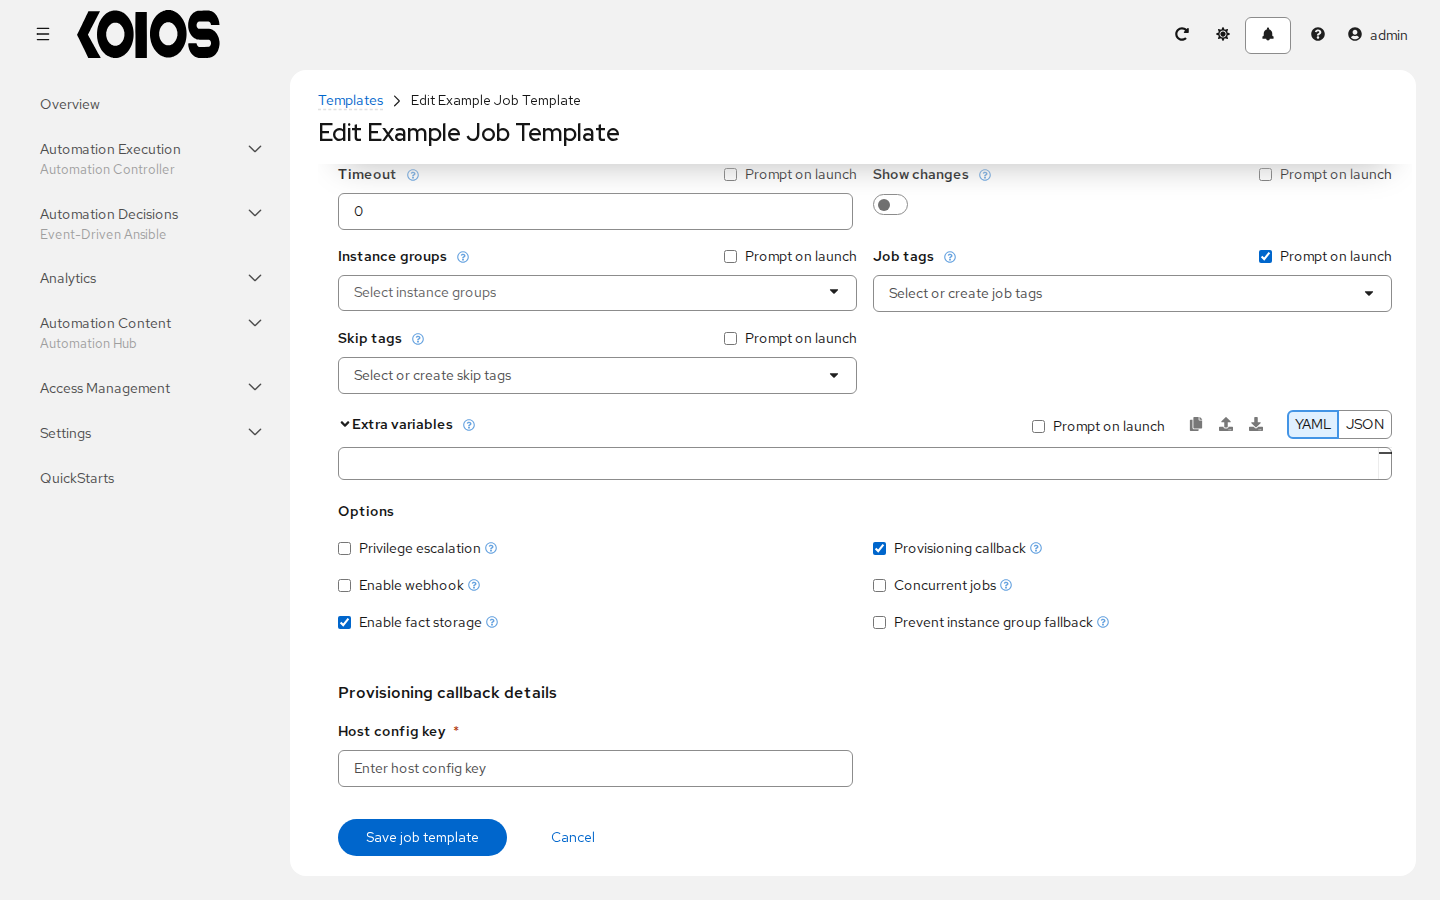 KOIOS
admin
Overview
Automation Execution
Automation Controller
Automation Decisions
Event-Driven Ansible
Analytics
Automation Content
Automation Hub
Access Management
Settings
QuickStarts
Templates
Edit Example Job Template
Edit Example Job Template
Timeout
Prompt on launch
Show changes
Prompt on launch
0
Instance groups
Prompt on launch
Job tags
Prompt on launch
Select instance groups
Select or create job tags
Skip tags
Prompt on launch
Select or create skip tags
Extra variables
Prompt on launch
YAML
JSON
Options
Privilege escalation
Provisioning callback
Enable webhook
Concurrent jobs
Enable fact storage
Prevent instance group fallback
Provisioning callback details
Host config key *
Enter host config key
Save job template
Cancel